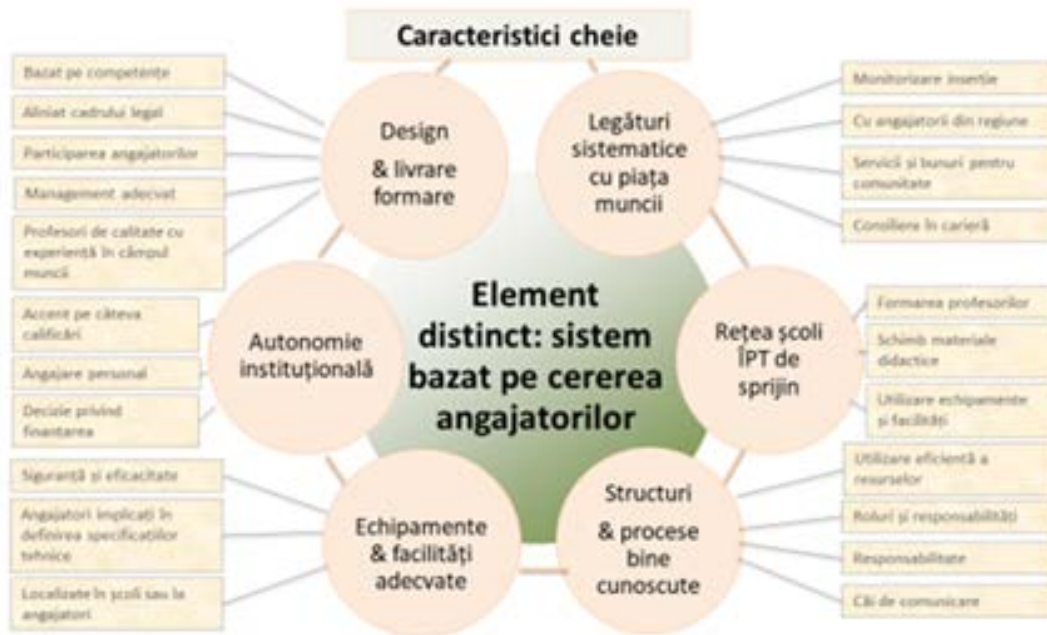 Caracteristici cheie
Bazat pe competențe
Aliniat cadrului legal
Participarea angajatorilor
Management adecvat
Profesori de calitate cu
experiență în câmpul
muncii
Design
& livrare
formare
Legături
sistematice
cu piața
muncii
Monitorizare inserție
Cu angajatorii din regiune
Servicii și bunuri pentru
comunitate
Consiliere în carieră
Accent pe câteva
calificări
Angajare personal
Decizie privind
finantarea
Autonomie
instituțională
Element
distinct: sistem
bazat pe cererea
angajatorilor
Rețea școli
ÎPT de
sprijin
Formarea profesorilor
Schimb materiale
didactice
Utilizare echipamente
și facilități
Siguranță și eficacitate
Angajatori implicați în
definirea specificațiilor
tehnice
Localizate în școli sau la
angajatori
Echipamente
& facilități
adecvate
Structuri
& procese
bine
cunoscute
Utilizare eficientă a
resurselor
Roluri și responsabilități
Responsabilitate
Căi de comunicare